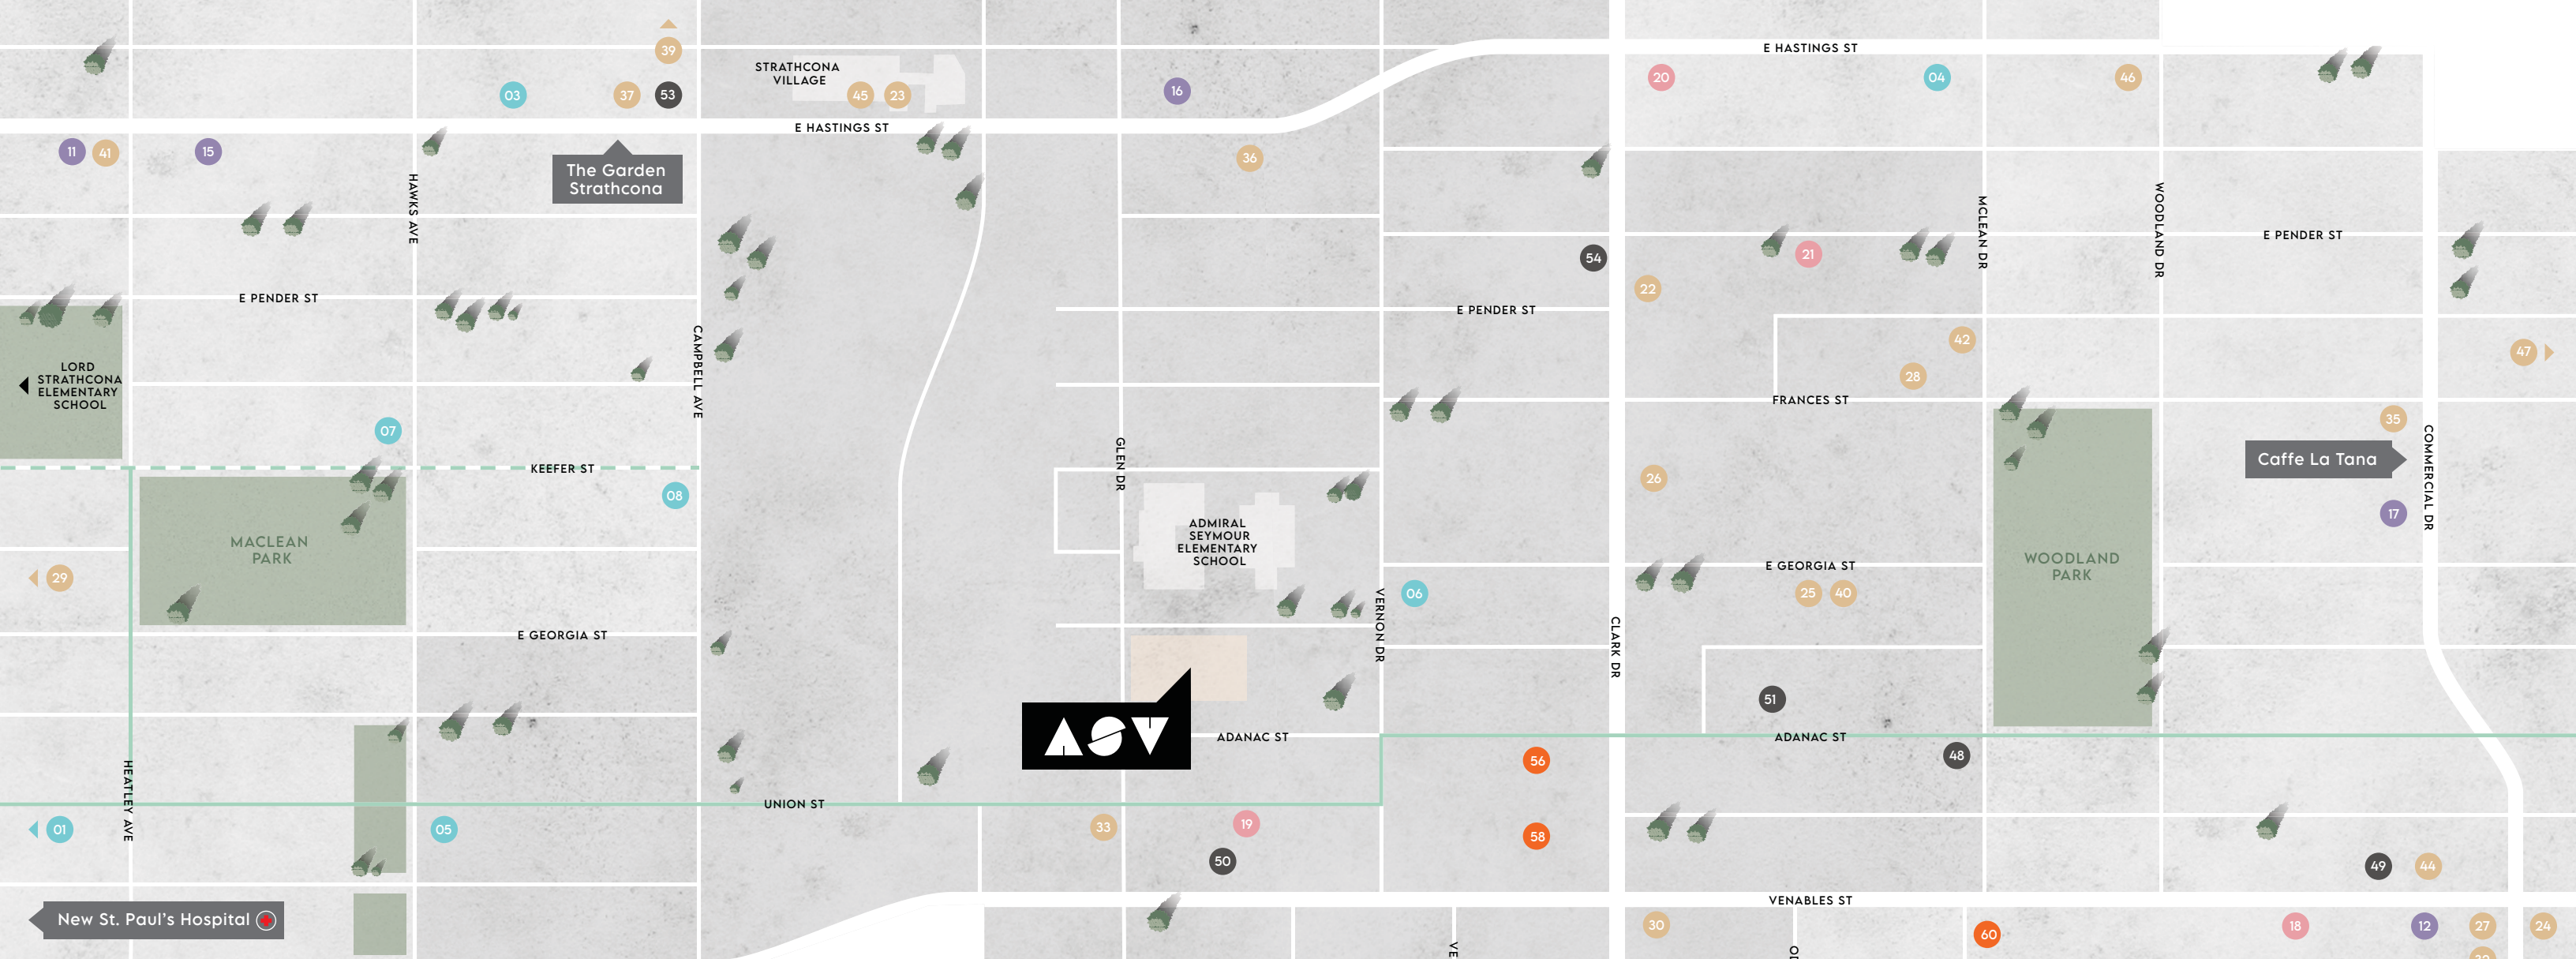 39
E HASTINGS ST
STRATHCONA
VILLAGE
20
04
46
03
37
53
45
23
16
E HASTINGS ST
11
41
15
The Garden
Strathcona
36
HAWKS AVE
MCLEAN DR
WOODLAND DR
E PENDER ST
54
21
22
E PENDER ST
E PENDER ST
CAMPBELL AVE
42
47
LORD
STRATHCONA
ELEMENTARY
SCHOOL
28
FRANCES ST
07
35
COMMERCIAL DR
Caffe La Tana
KEEFER ST
GLEN DR
26
08
17
MACLEAN
PARK
ADMIRAL
SEYMOUR
ELEMENTARY
SCHOOL
WOODLAND
PARK
29
E GEORGIA ST
06
25
40
VERNON DR
CLARK DR
E GEORGIA ST
51
ASV
ADANAC ST
ADANAC ST
56
48
HEATLEY AVE
UNION ST
01
05
33
19
58
50
49
44
VENABLES ST
New St. Paul's Hospital
30
60
18
12
27
24
VE